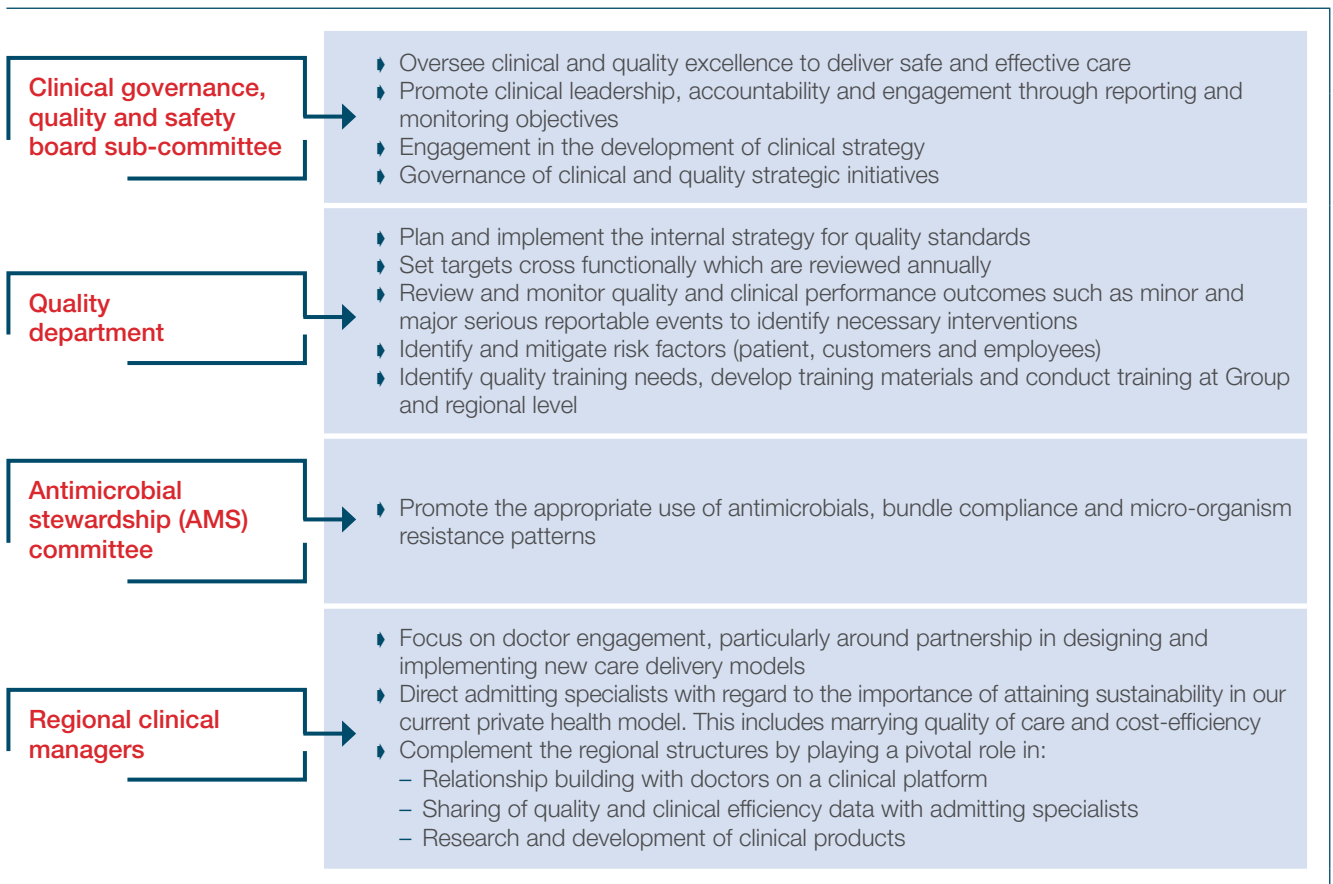 Clinical governance,
quality and safety
board sub-committee
➧ Oversee clinical and quality excellence to deliver safe and effective care
➧ Promote clinical leadership, accountability and engagement through reporting and
monitoring objectives
➧ Engagement in the development of clinical strategy
➧ Governance of clinical and quality strategic initiatives
Quality
department
➧ Plan and implement the internal strategy for quality standards
➧ Set targets cross functionally which are reviewed annually
➧ Review and monitor quality and clinical performance outcomes such as minor and
major serious reportable events to identify necessary interventions
➧ Identify and mitigate risk factors (patient, customers and employees)
➧ Identify quality training needs, develop training materials and conduct training at Group
and regional level
Antimicrobial
stewardship (AMS)
committee
➧ Promote the appropriate use of antimicrobials, bundle compliance and micro-organism
resistance patterns
Regional clinical
managers
➧ Focus on doctor engagement, particularly around partnership in designing and
implementing new care delivery models
➧ Direct admitting specialists with regard to the importance of attaining sustainability in our
current private health model. This includes marrying quality of care and cost-efficiency
➧ Complement the regional structures by playing a pivotal role in:
– Relationship building with doctors on a clinical platform
– Sharing of quality and clinical efficiency data with admitting specialists
– Research and development of clinical products